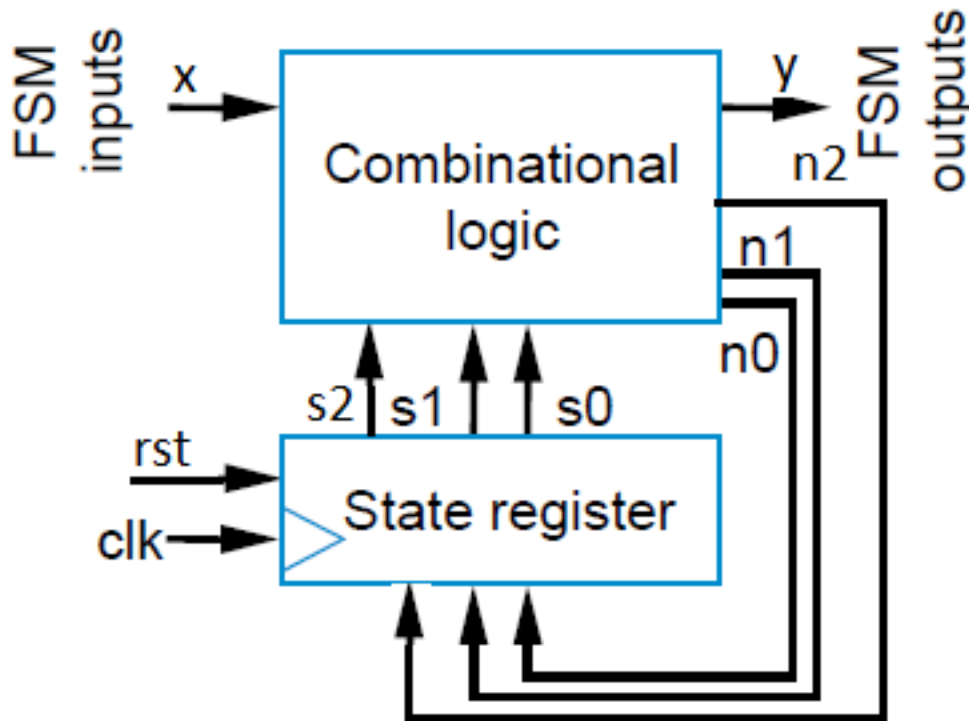 FSM
inputs
x
y
FSM
outputs
Combinational
logic
n2
n1
n0
s2
s1
s0
rst
clk
State register